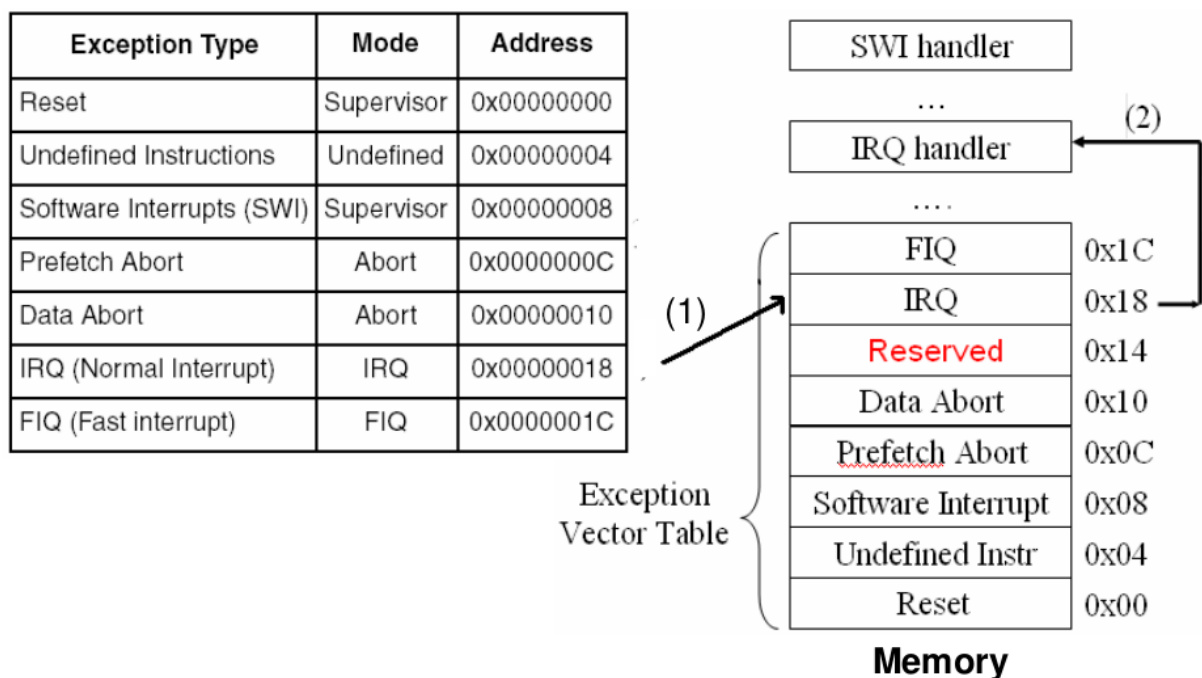 Exception Type Mode Address
Reset Supervisor 0x00000000
Undefined Instructions Undefined 0x00000004
Software Interrupts (SWI) Supervisor 0x00000008
Prefetch Abort Abort 0x0000000C
Data Abort Abort 0x00000010
IRQ (Normal Interrupt) IRQ 0x00000018
FIQ (Fast interrupt) FIQ 0x0000001C
SWI handler
...
(2)
IRQ handler
....
FIQ 0x1C
(1)
IRQ 0x18
Reserved 0x14
Data Abort 0x10
Prefetch Abort 0x0C
Software Interrupt 0x08
Undefined Instr 0x04
Reset 0x00
Exception
Vector Table
Memory